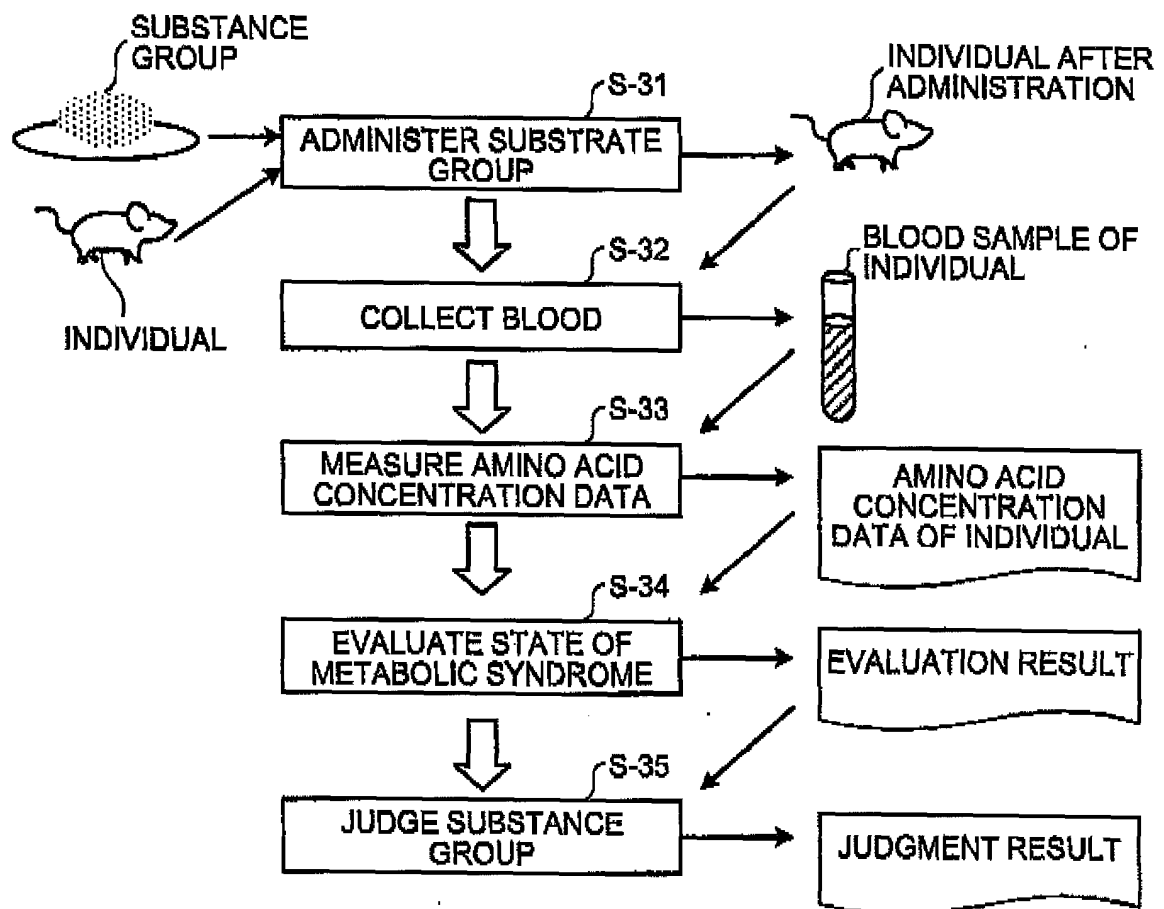 SUBSTANCE
GROUP
S-31
INDIVIDUAL AFTER
ADMINISTRATION
ADMINISTER SUBSTRATE
GROUP
INDIVIDUAL
S-32
COLLECT BLOOD
BLOOD SAMPLE OF
INDIVIDUAL
S-33
MEASURE AMINO ACID
CONCENTRATION DATA
AMINO ACID
CONCENTRATION
DATA OF INDIVIDUAL
S-34
EVALUATE STATE OF
METABOLIC SYNDROME
EVALUATION RESULT
S-35
JUDGE SUBSTANCE
GROUP
JUDGMENT RESULT